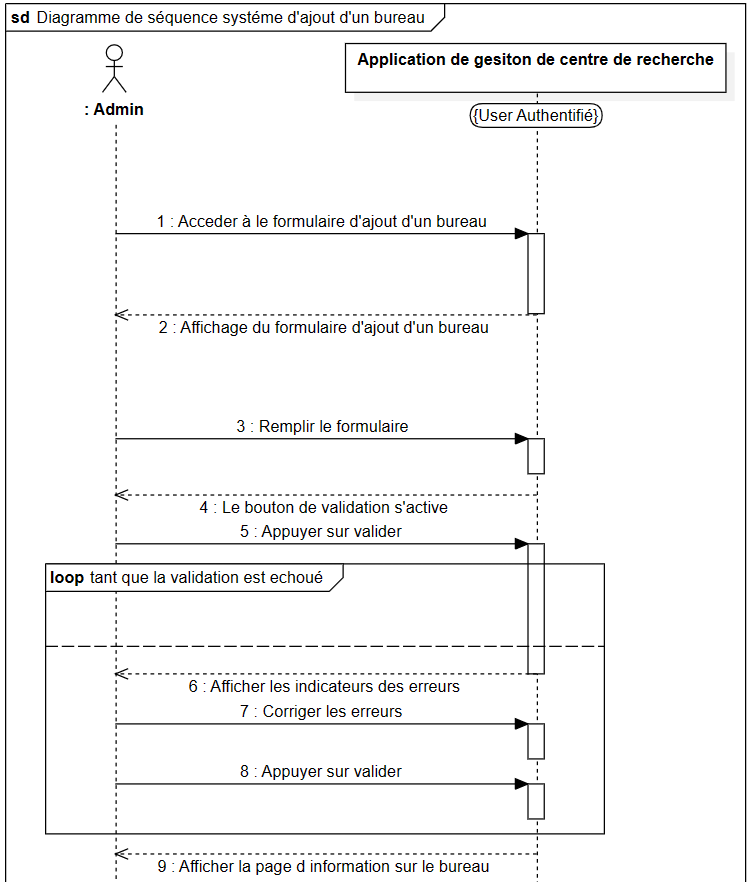 sd Diagramme de séquence systéme d'ajout d'un bureau
: Admin
Application de gesiton de centre de recherche
{User Authentifié}
1 : Acceder à le formulaire d'ajout d'un bureau
2 : Affichage du formulaire d'ajout d'un bureau
3 : Remplir le formulaire
4 : Le bouton de validation s'active
5 : Appuyer sur valider
loop tant que la validation est echoué
6 : Afficher les indicateurs des erreurs
7 : Corriger les erreurs
8 : Appuyer sur valider
9 : Afficher la page d information sur le bureau